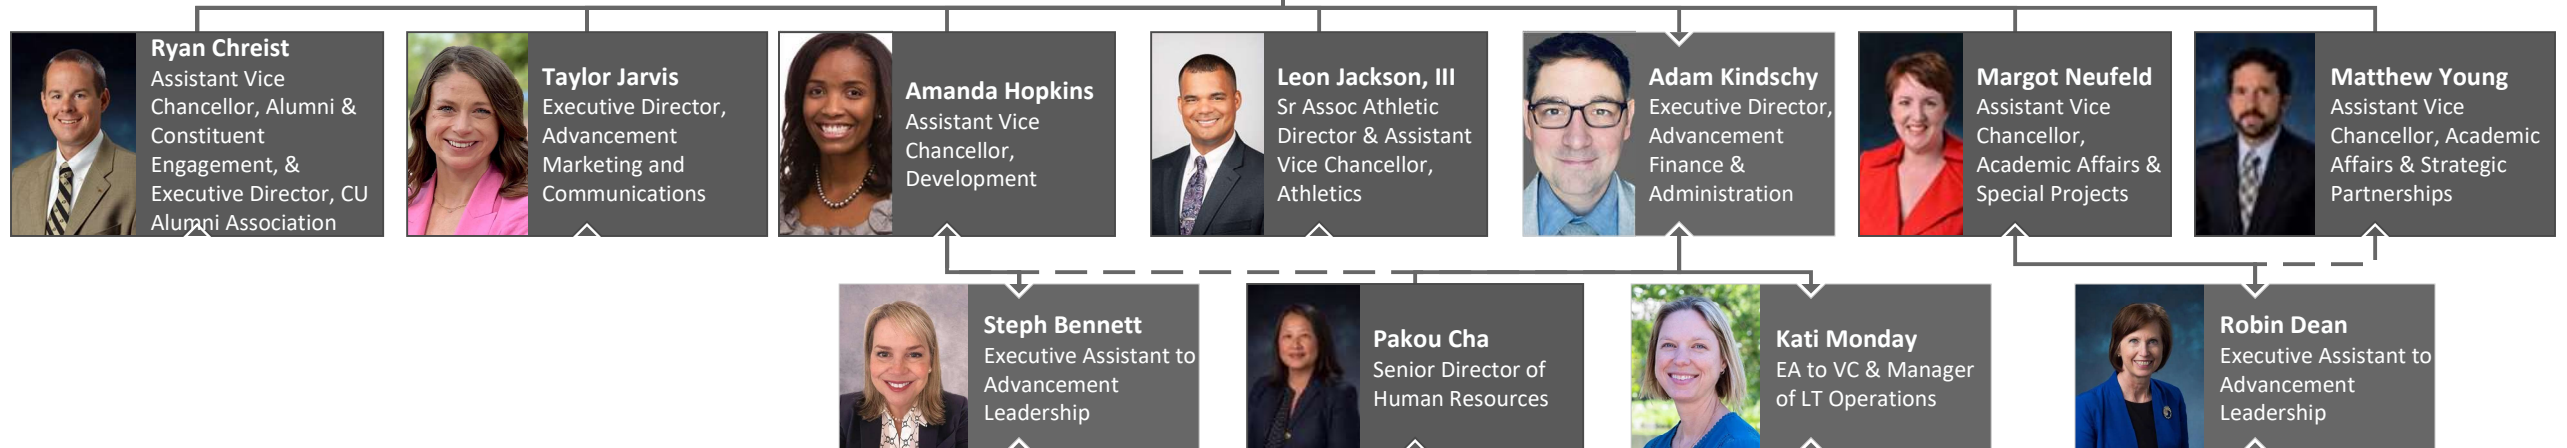 Ryan Chreist
Assistant Vice
Chancellor, Alumni &
Constituent
Engagement, &
Executive Director, CU
Alumni Association
Taylor Jarvis
Executive Director,
Advancement
Marketing and
Communications
Amanda Hopkins
Assistant Vice
Chancellor,
Development
Leon Jackson, III
Sr Assoc Athletic
Director & Assistant
Vice Chancellor,
Athletics
Adam Kindschy
Executive Director,
Advancement
Finance &
Administration
Margot Neufeld
Assistant Vice
Chancellor,
Academic Affairs &
Special Projects
Matthew Young
Assistant Vice
Chancellor, Academic
Affairs & Strategic
Partnerships
Steph Bennett
Executive Assistant to
Advancement
Leadership
Pakou Cha
Senior Director of
Human Resources
Kati Monday
EA to VC & Manager
of LT Operations
Robin Dean
Executive Assistant to
Advancement
Leadership